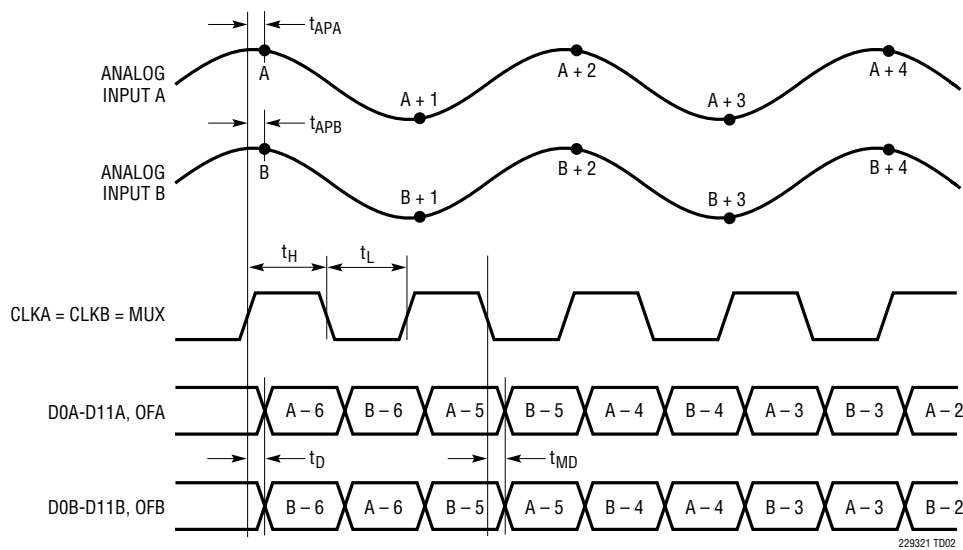 tAPA
ANALOG
INPUT A
A
A + 1
A + 2
A + 3
A + 4
tAPB
ANALOG
INPUT B
B
B + 1
B + 2
B + 3
B + 4
tH
tL
CLKA = CLKB = MUX
D0A-D11A, OFA
A – 6
B – 6
A – 5
B – 5
A – 4
B – 4
A – 3
B – 3
A – 2
tD
tMD
D0B-D11B, OFB
B – 6
A – 6
B – 5
A – 5
B – 4
A – 4
B – 3
A – 3
B – 2
229321 TD02